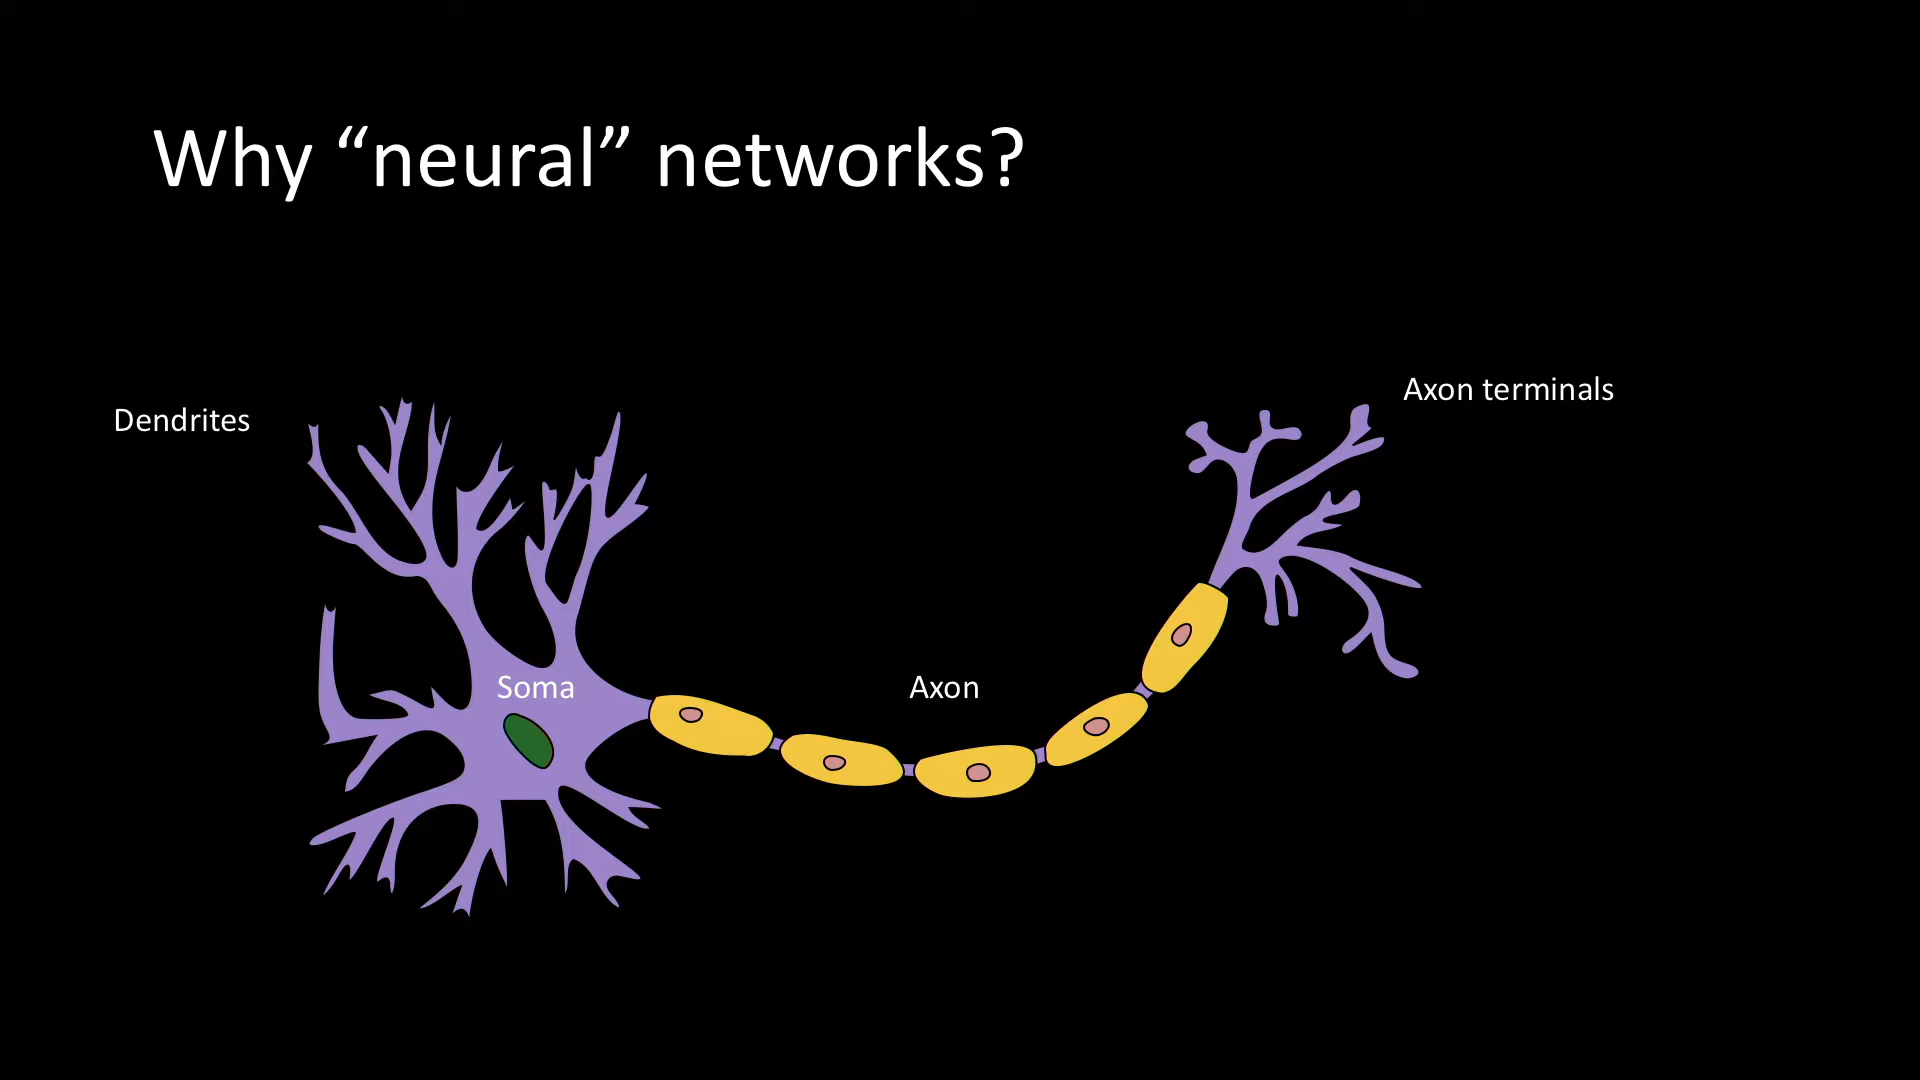 Why “neural” networks?
Dendrites
Axon terminals
Soma
Axon